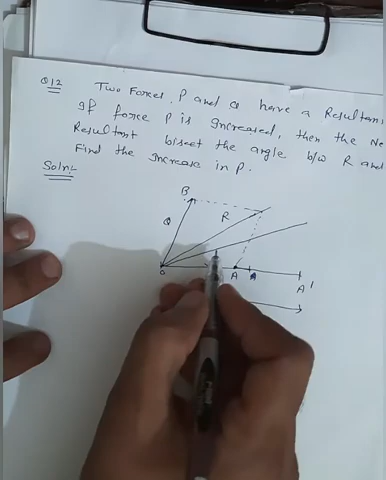 Q12 Two Forces, P and Q have a Resultant
If force P is Increased, then the Ne
Resultant bisect the angle b/w R and
Find the Increase in P.
Soln:-
B
Q R
O A A'